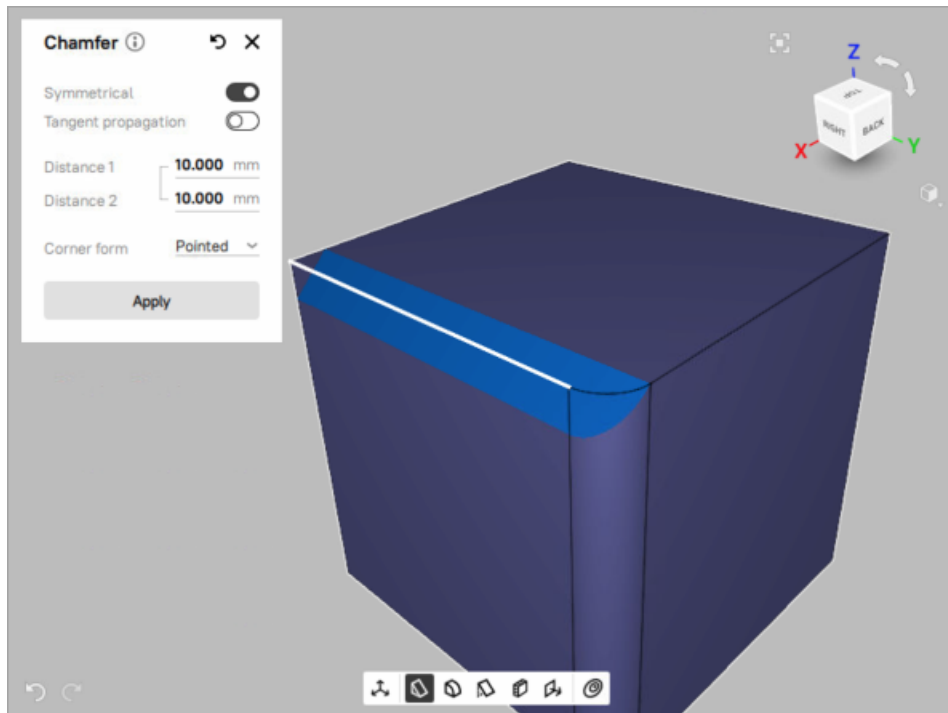 Chamfer
Symmetrical
Tangent propagation
Distance 1 10.000 mm
Distance 2 10.000 mm
Corner form Pointed
Apply
Z
TOP
RIGHT BACK
X Y